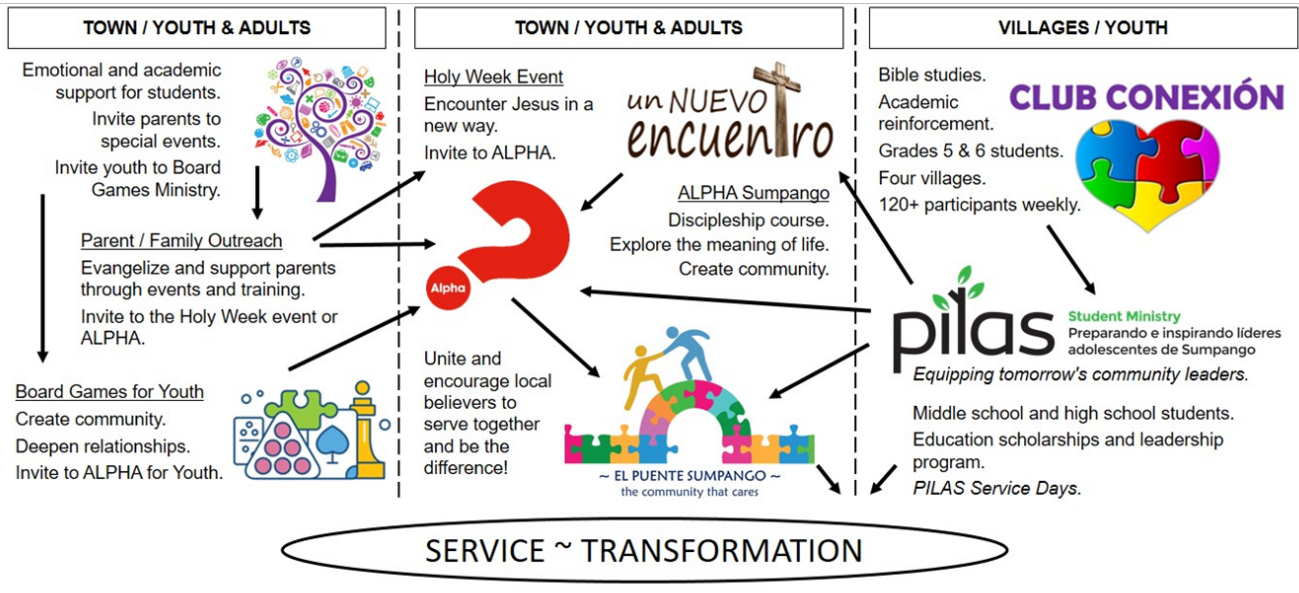 TOWN / YOUTH & ADULTS
Emotional and academic
support for students.
Invite parents to
special events.
Invite youth to Board
Games Ministry.
Parent / Family Outreach
Evangelize and support parents
through events and training.
Invite to the Holy Week event or
ALPHA.
Board Games for Youth
Create community.
Deepen relationships.
Invite to ALPHA for Youth.
TOWN / YOUTH & ADULTS
Holy Week Event
Encounter Jesus in a
new way.
Invite to ALPHA.
un NUEVO
encuentro
ALPHA Sumpango
Discipleship course.
Explore the meaning of life.
Create community.
Alpha
Unite and
encourage local
believers to
serve together
and be the
difference!
~ EL PUENTE SUMPANGO ~
the community that cares
VILLAGES / YOUTH
Bible studies.
Academic
reinforcement.
Grades 5 & 6 students.
Four villages.
120+ participants weekly.
CLUB CONEXIÓN
pilas
Student Ministry
Preparando e inspirando líderes
adolescentes de Sumpango
Equipping tomorrow's community leaders.
Middle school and high school students.
Education scholarships and leadership
program.
PILAS Service Days.
SERVICE ~ TRANSFORMATION